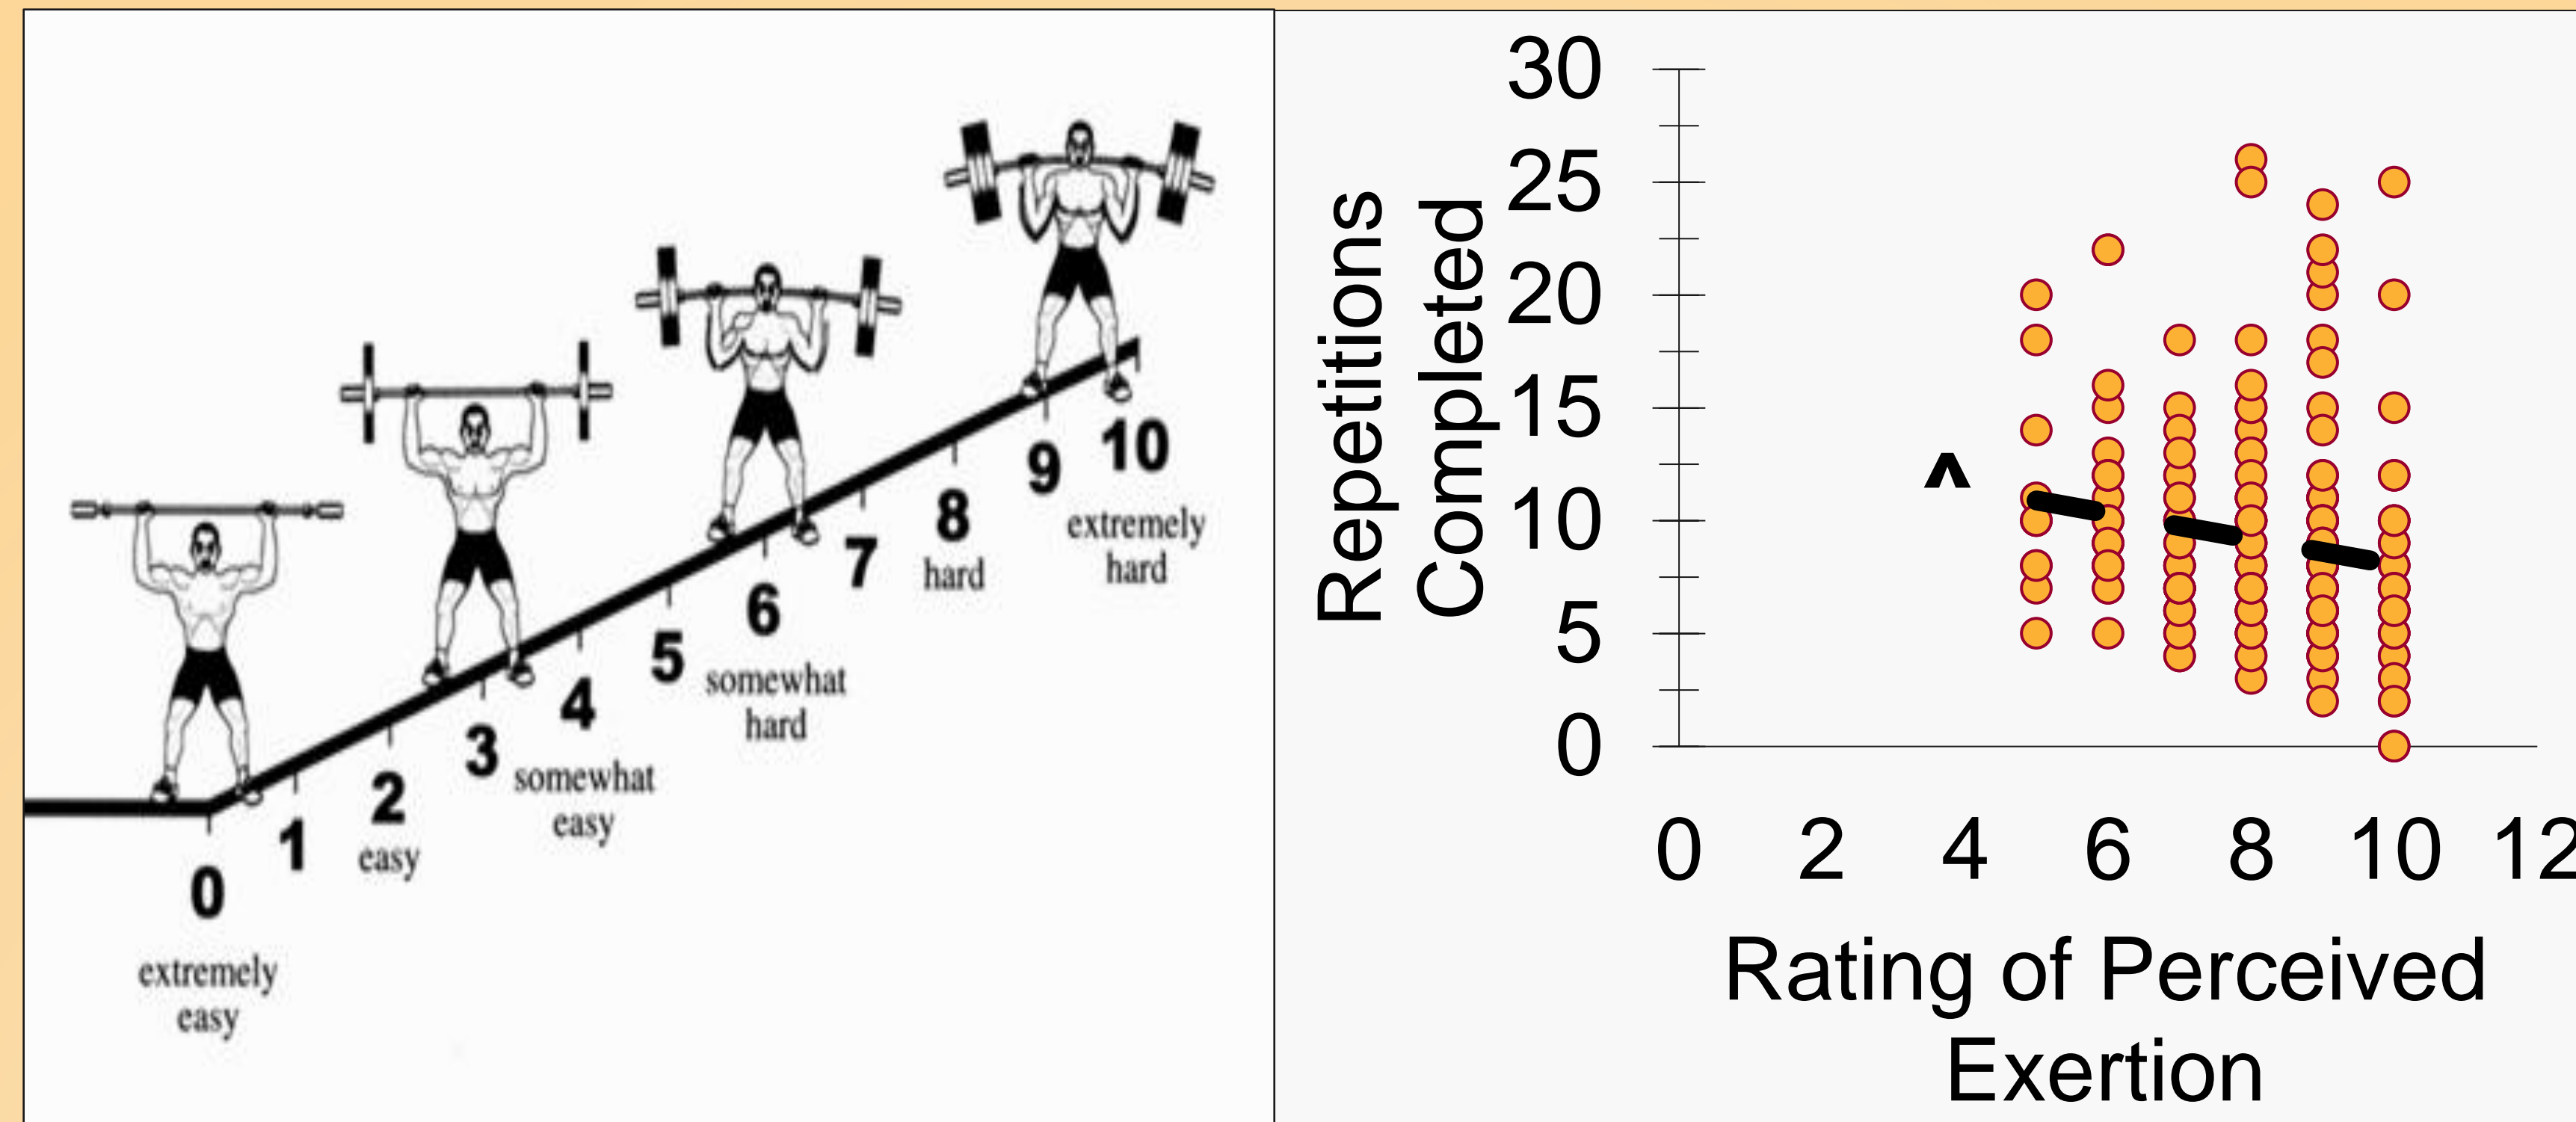 0
extremely
easy
1
2
easy
3
somewhat
easy
4
5
6
somewhat
hard
7
8
hard
9
10
extremely
hard
Repetitions
Completed
30
25
20
15
10
5
0
^
0 2 4 6 8 10 12
Rating of Perceived
Exertion